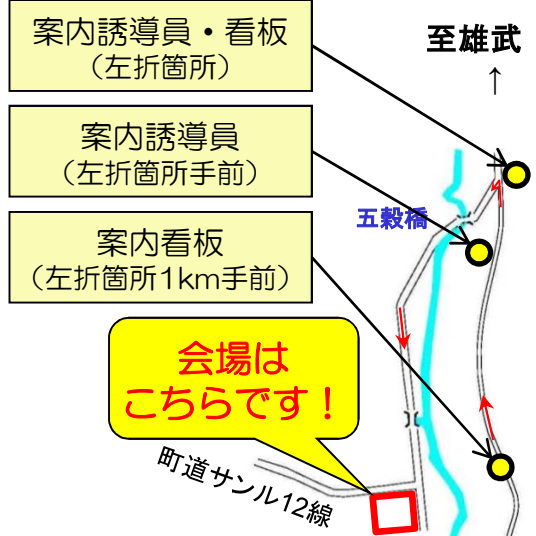 案内誘導員・看板
（左折箇所）
至雄武
↑
案内誘導員
（左折箇所手前）
五穀橋
案内看板
（左折箇所1km手前）
会場は
こちらです！
町道サンル12線